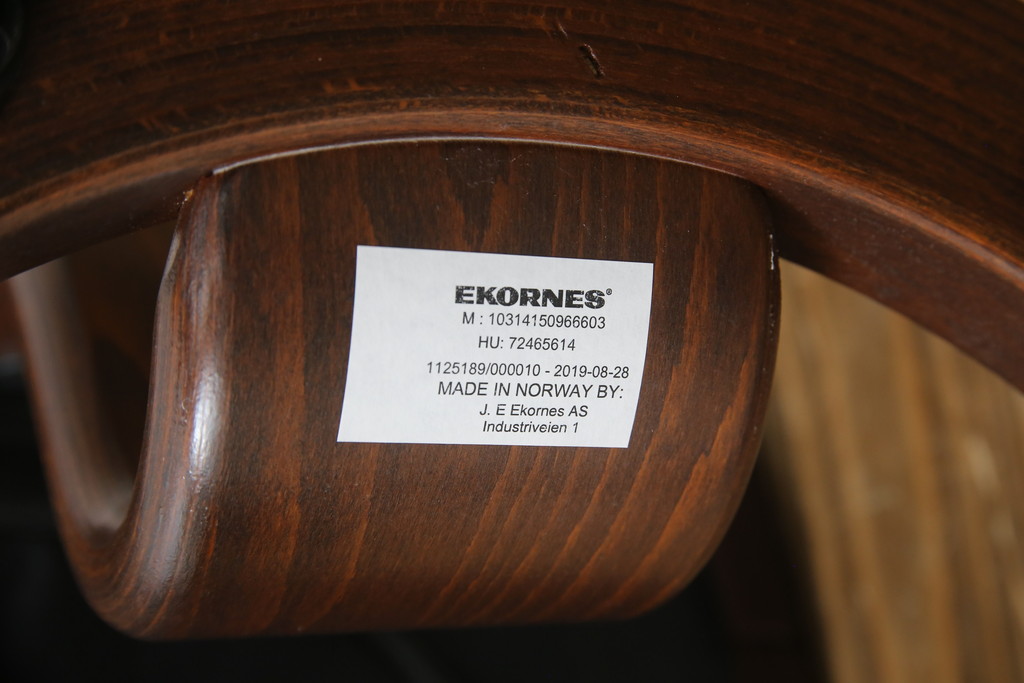 EKORNES®
M : 10314150966603
HU: 72465614
1125189/000010 - 2019-08-28
MADE IN NORWAY BY:
J. E Ekornes AS
Industriveien 1